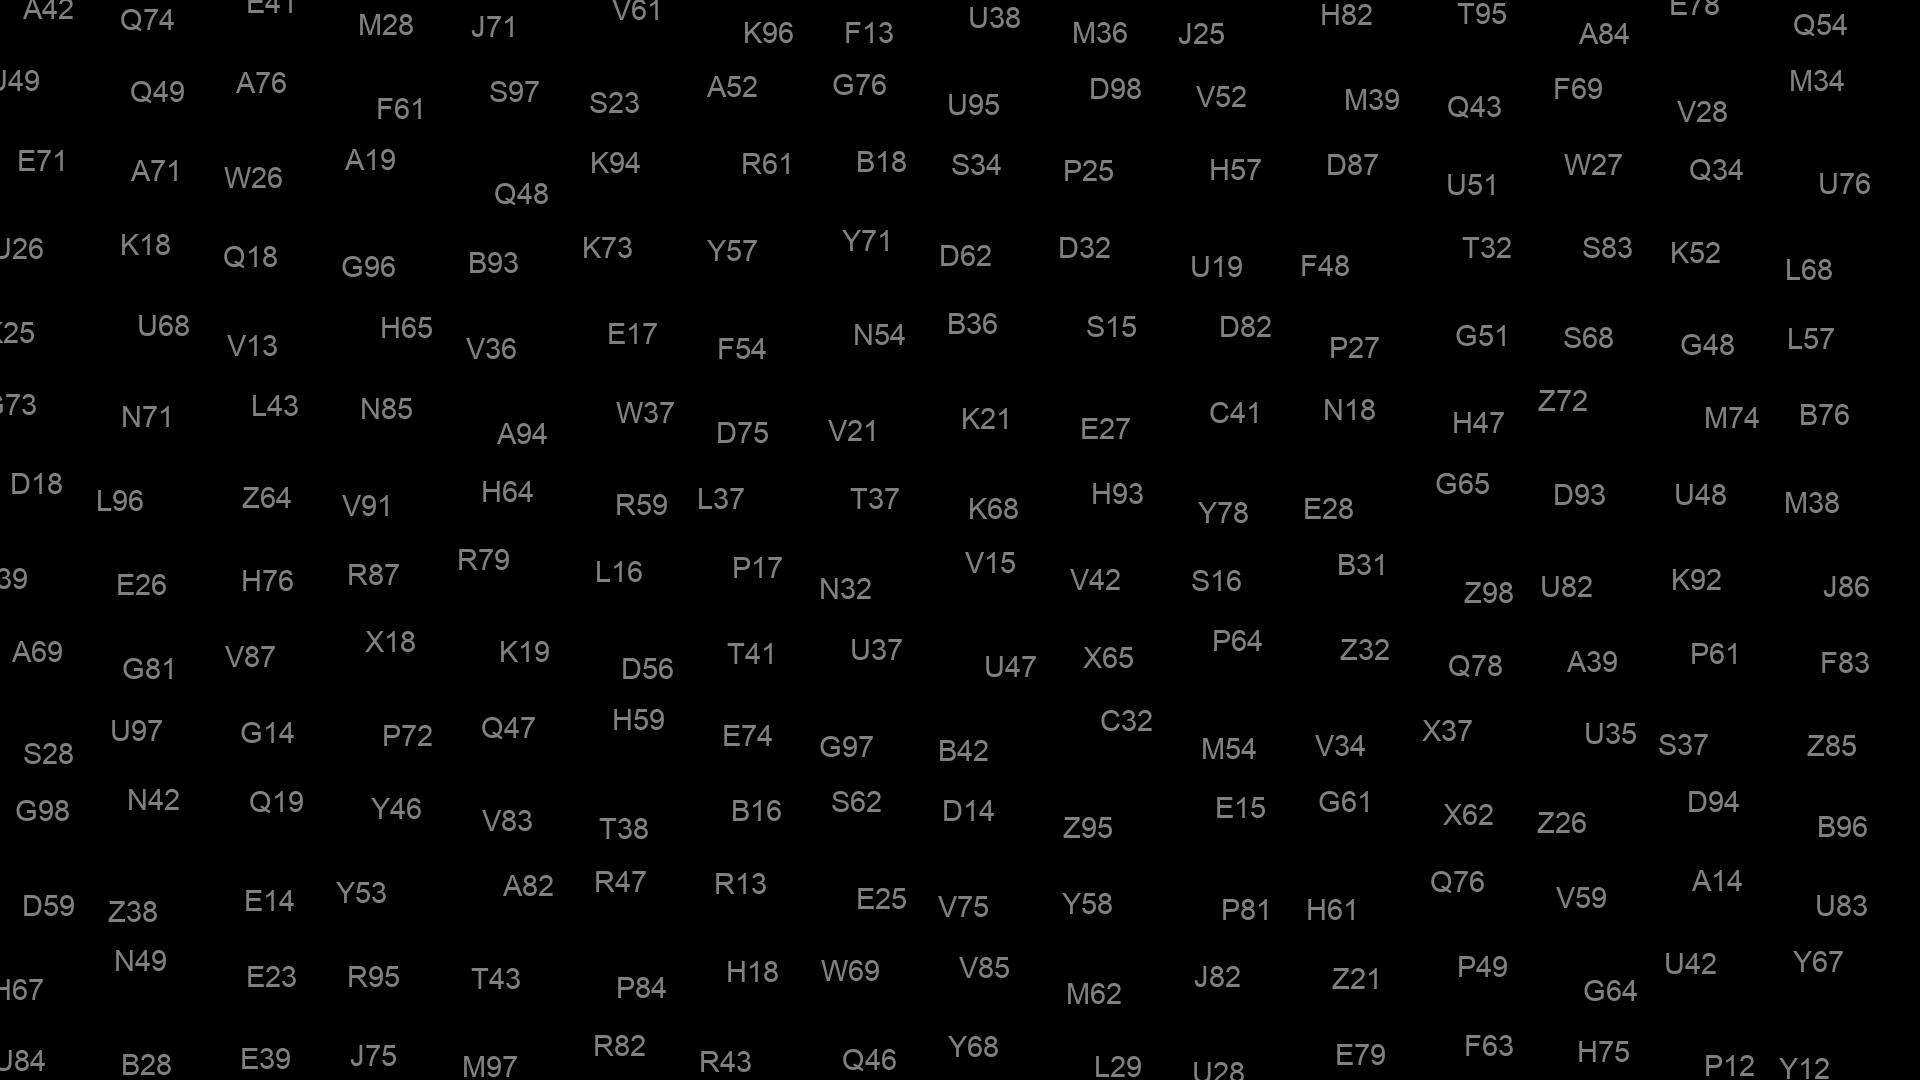 A42 Q74 E41 M28 J71 V61 K96 F13 U38 M36 J25 H82 T95 A84 E78 Q54
J49 Q49 A76 F61 S97 S23 A52 G76 U95 D98 V52 M39 Q43 F69 V28 M34
E71 A71 W26 A19 Q48 K94 R61 B18 S34 P25 H57 D87 U51 W27 Q34 U76
U26 K18 Q18 G96 B93 K73 Y57 Y71 D62 D32 U19 F48 T32 S83 K52 L68
25 U68 V13 H65 V36 E17 F54 N54 B36 S15 D82 P27 G51 S68 G48 L57
73 N71 L43 N85 A94 W37 D75 V21 K21 E27 C41 N18 H47 Z72 M74 B76
D18 L96 Z64 V91 H64 R59 L37 T37 K68 H93 Y78 E28 G65 D93 U48 M38
39 E26 H76 R87 R79 L16 P17 N32 V15 V42 S16 B31 Z98 U82 K92 J86
A69 G81 V87 X18 K19 D56 T41 U37 U47 X65 P64 Z32 Q78 A39 P61 F83
S28 U97 G14 P72 Q47 H59 E74 G97 B42 C32 M54 V34 X37 U35 S37 Z85
G98 N42 Q19 Y46 V83 T38 B16 S62 D14 Z95 E15 G61 X62 Z26 D94 B96
D59 Z38 E14 Y53 A82 R47 R13 E25 V75 Y58 P81 H61 Q76 V59 A14 U83
H67 N49 E23 R95 T43 P84 H18 W69 V85 M62 J82 Z21 P49 G64 U42 Y67
U84 B28 E39 J75 M97 R82 R43 Q46 Y68 L29 U28 E79 F63 H75 P12 Y12